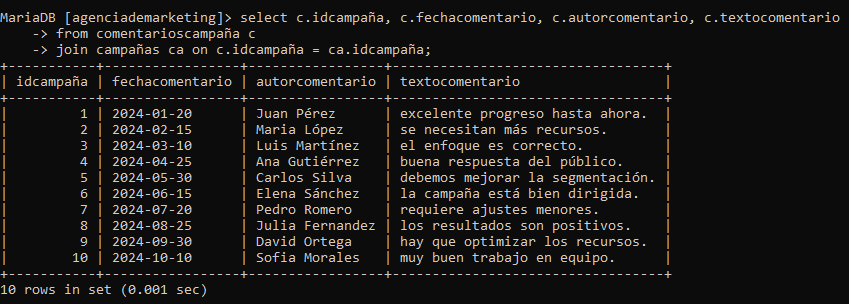 MariaDB [agenciademarketing]> select c.idcampaña, c.fechacomentario, c.autorcomentario, c.textocomentario
    -> from comentarioscampaña c
    -> join campañas ca on c.idcampaña = ca.idcampaña;
+-----------+-----------------+-----------------+----------------------------------+
| idcampaña | fechacomentario | autorcomentario | textocomentario                  |
+-----------+-----------------+-----------------+----------------------------------+
|         1 | 2024-01-20      | Juan Pérez      | excelente progreso hasta ahora.  |
|         2 | 2024-02-15      | Maria López     | se necesitan más recursos.       |
|         3 | 2024-03-10      | Luis Martínez   | el enfoque es correcto.          |
|         4 | 2024-04-25      | Ana Gutiérrez   | buena respuesta del público.     |
|         5 | 2024-05-30      | Carlos Silva    | debemos mejorar la segmentación. |
|         6 | 2024-06-15      | Elena Sánchez   | la campaña está bien dirigida.   |
|         7 | 2024-07-20      | Pedro Romero    | requiere ajustes menores.        |
|         8 | 2024-08-25      | Julia Fernandez | los resultados son positivos.    |
|         9 | 2024-09-30      | David Ortega    | hay que optimizar los recursos.  |
|        10 | 2024-10-10      | Sofia Morales   | muy buen trabajo en equipo.      |
+-----------+-----------------+-----------------+----------------------------------+
10 rows in set (0.001 sec)